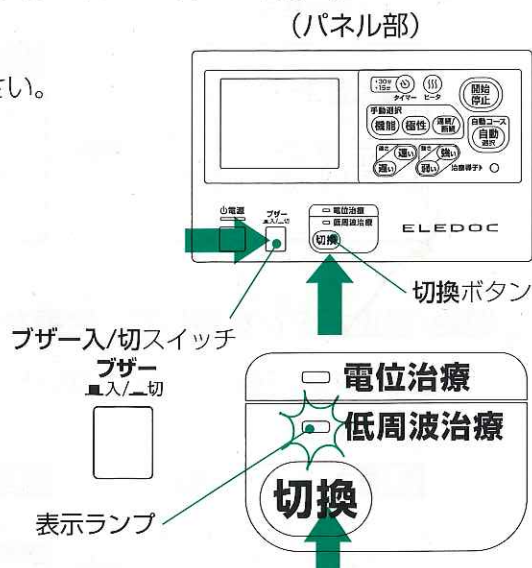 (パネル部)
さい。
・30分
・15分
タイマー
ヒータ
開始
停止
手動選択
機能
極性
連続/
断続
自動コース
自動
選択
速さ
速い
遅い
強さ
強い
弱い
治療導子
電源
ブザー
入/切
電位治療
低周波治療
切換
ELEDOC
切換ボタン
ブザー入/切スイッチ
ブザー
入/切
電位治療
低周波治療
切換
表示ランプ